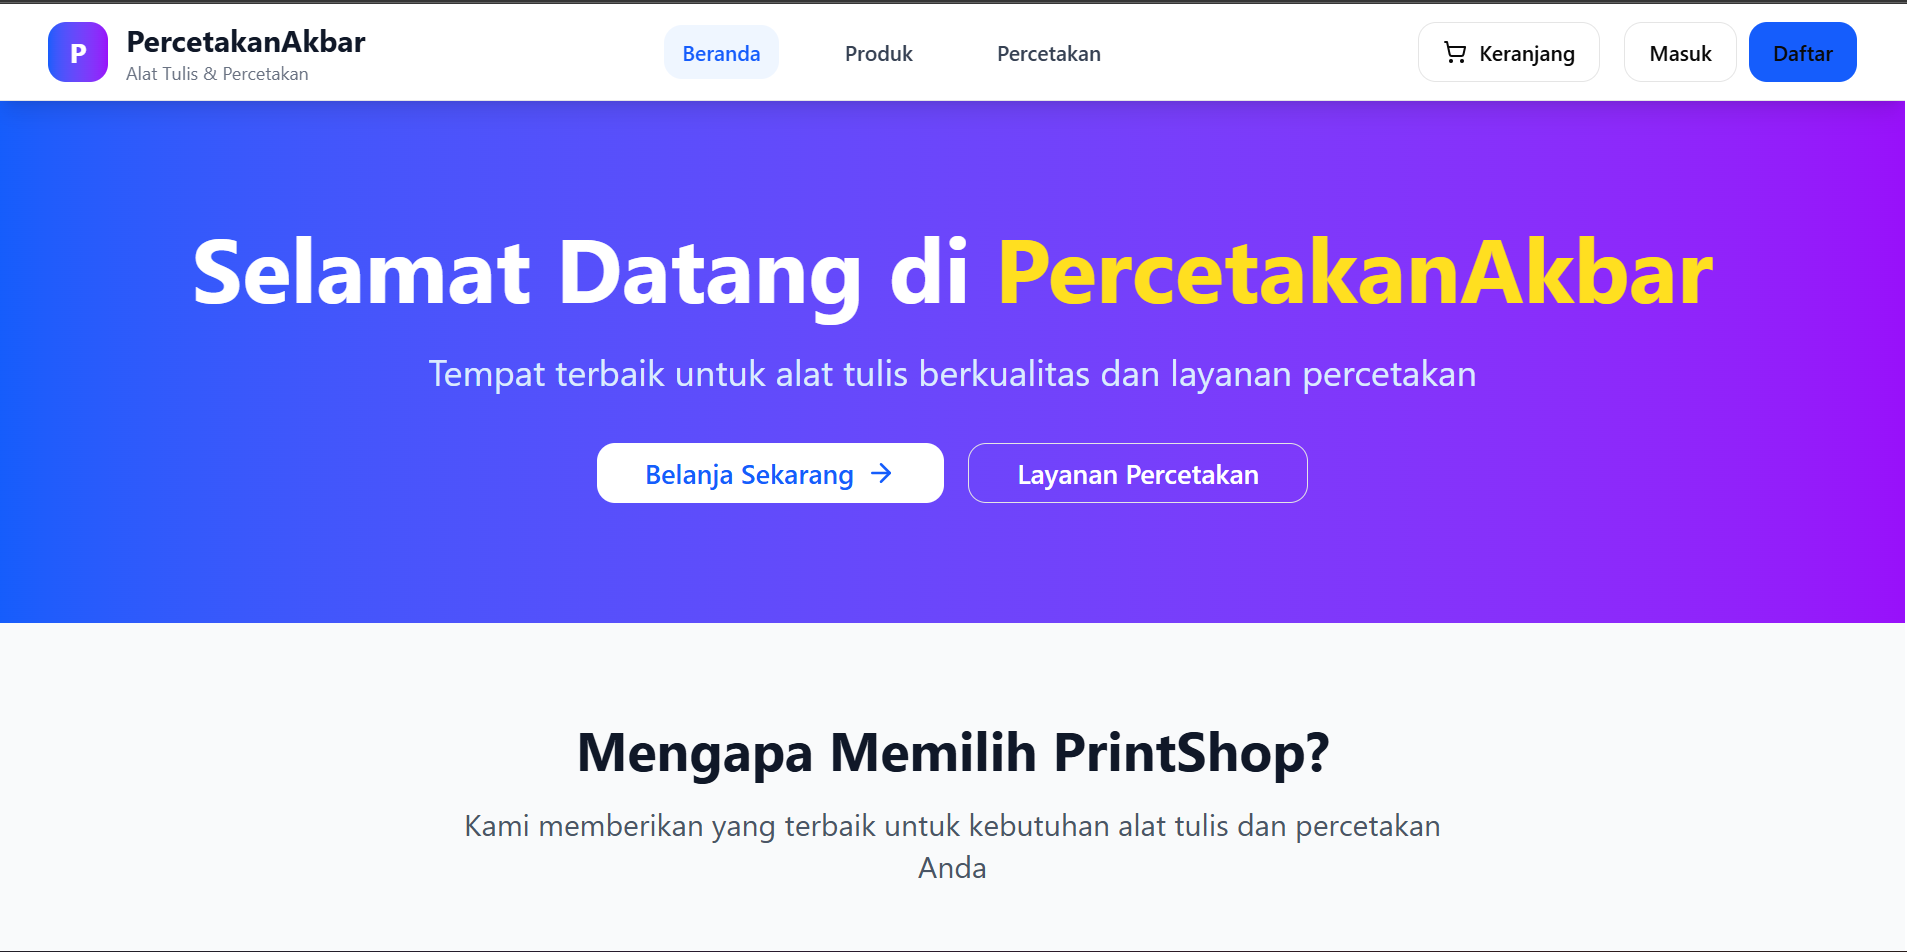 P
PercetakanAkbar
Alat Tulis & Percetakan
Beranda
Produk
Percetakan
Keranjang
Masuk
Daftar
Selamat Datang di PercetakanAkbar
Tempat terbaik untuk alat tulis berkualitas dan layanan percetakan
Belanja Sekarang →
Layanan Percetakan
Mengapa Memilih PrintShop?
Kami memberikan yang terbaik untuk kebutuhan alat tulis dan percetakan
Anda